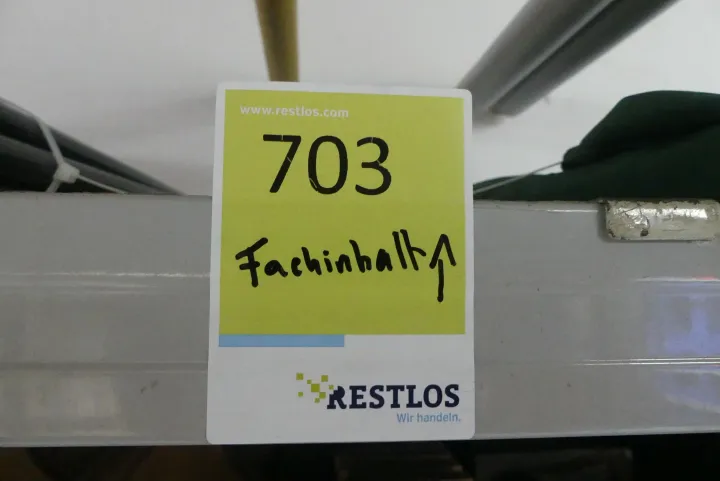 www.restlos.com
703
Fachinhalt ↑
RESTLOS
Wir handeln.